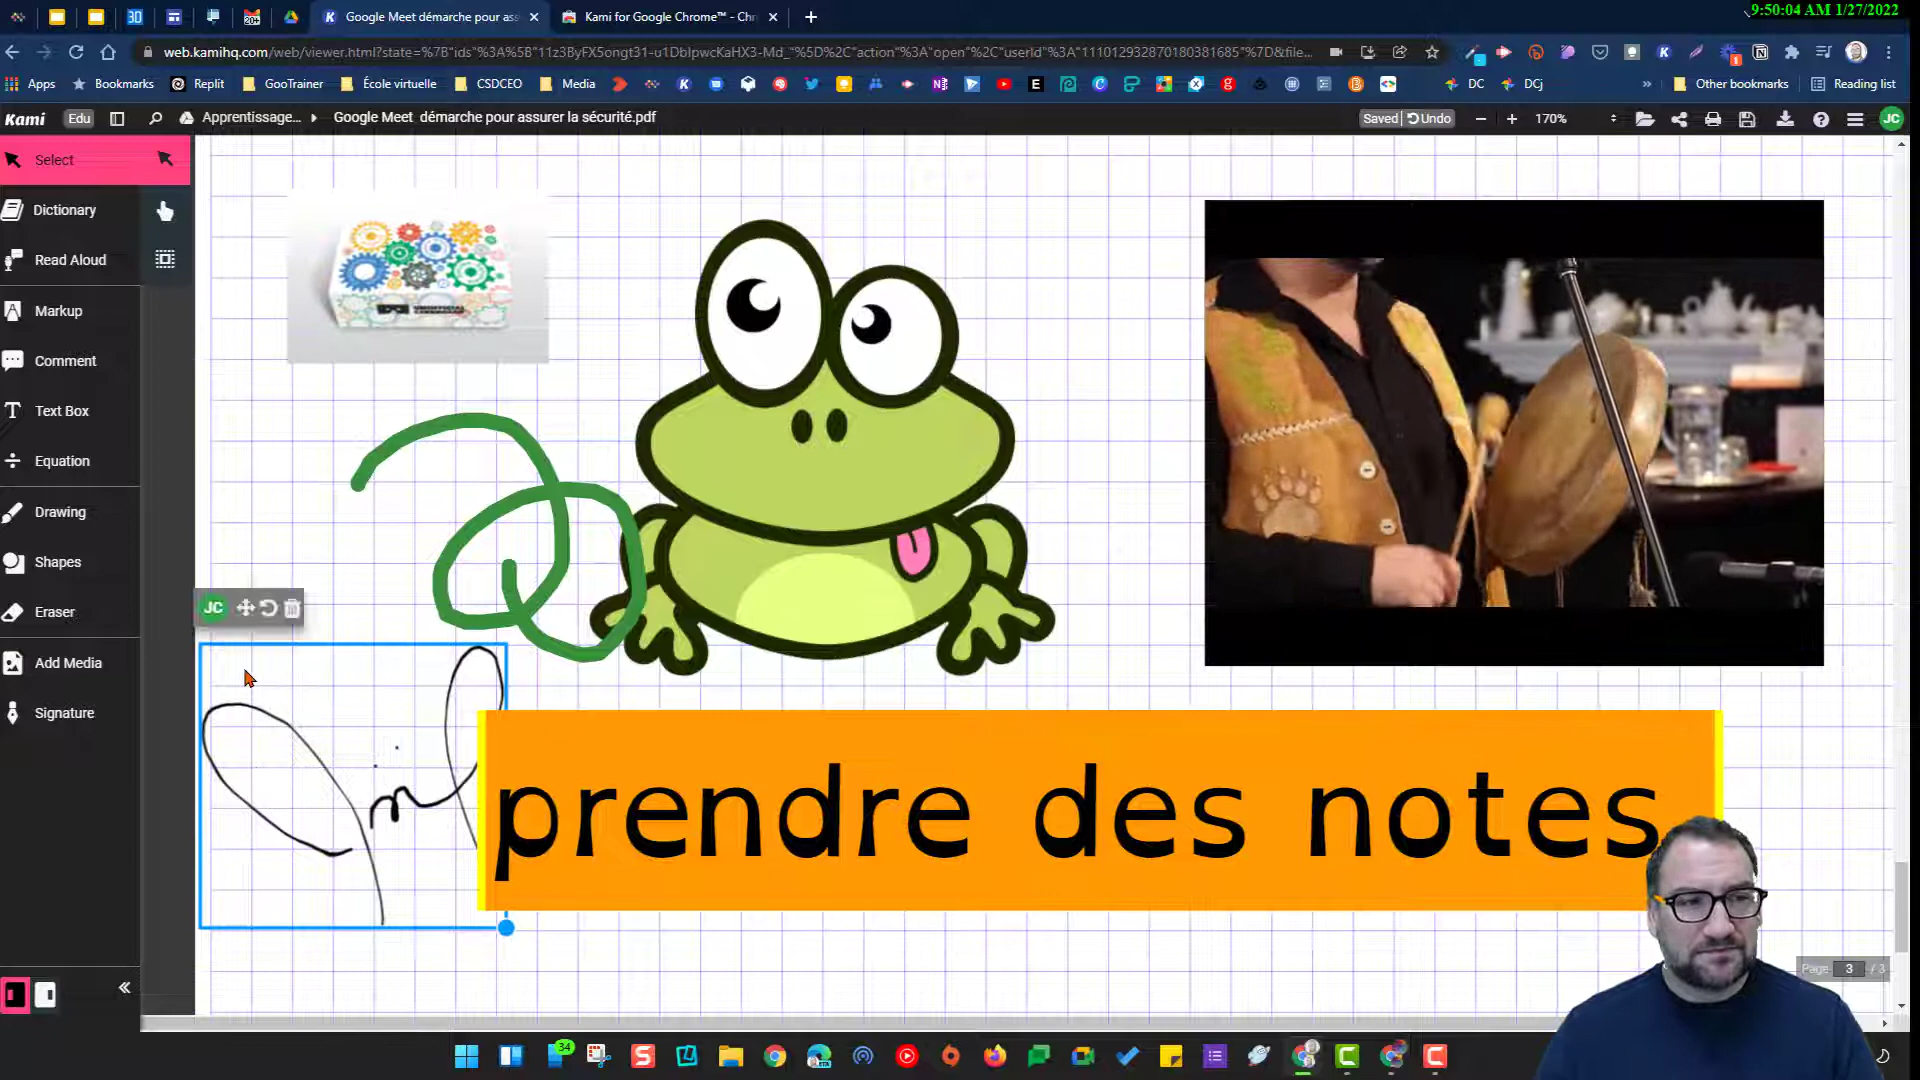 9:50:04 AM 1/27/2022
Google Meet démarche pour ass
Kami for Google Chrome™ - Chr
web.kamihq.com/web/viewer.html?state=%7B"ids"%3A%5B"11z3ByFX5ongt31-u1DbIpwcKaHX3-Md_"%5D%2C"action"%3A"open"%2C"userId"%3A"111012932870180381685"%7D&file...
Apps
Bookmarks
Replit
GooTrainer
École virtuelle
CSDCEO
Media
DC
DCj
Other bookmarks
Reading list
Kami
Edu
Apprentissage...
Google Meet démarche pour assurer la sécurité.pdf
Saved
Undo
170%
JC
Select
Dictionary
Read Aloud
Markup
Comment
Text Box
Equation
Drawing
Shapes
Eraser
JC
Add Media
Signature
prendre des notes
Page 3 / 3
34